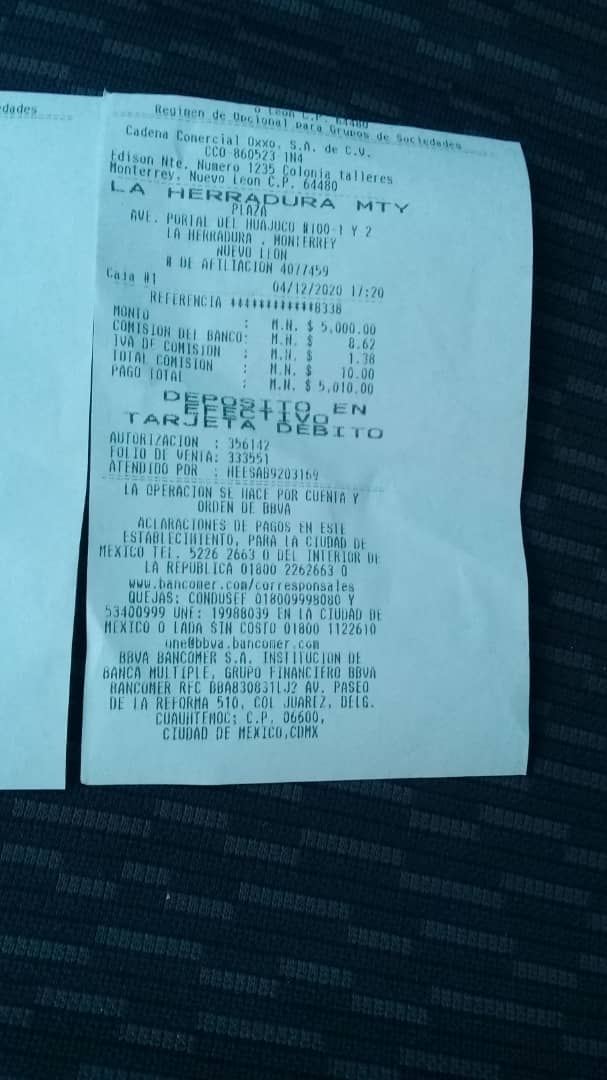 edades
o Leon C.P. 64480
Regimen de Opcional para Grupos de Sociedades
Cadena Comercial Oxxo, S.A. de C.V.
CCO 860523 1N4
Edison Nte. Numero 1235 Colonia talleres
Monterrey, Nuevo Leon C.P. 64480
LA HERRADURA MTY
PLAZA
AVE. PORTAL DEL HUAJUCO #100-1 Y 2
LA HERRADURA , MONTERREY
NUEVO LEON
# DE AFILIACION 4077459
Caja #1 04/12/2020 17:20
REFERENCIA ************8338
MONTO : M.N. $ 5,000.00
COMISION DEL BANCO: M.N. $ 8.62
IVA DE COMISION : M.N. $ 1.38
TOTAL COMISION : M.N. $ 10.00
PAGO TOTAL : M.N. $ 5,010.00
DEPOSITO EN
EFECTIVO
TARJETA DEBITO
AUTORIZACION : 356142
FOLIO DE VENTA: 333551
ATENDIDO POR : HEESAB9203169
LA OPERACION SE HACE POR CUENTA Y
ORDEN DE BBVA
ACLARACIONES DE PAGOS EN ESTE
ESTABLECIMIENTO, PARA LA CIUDAD DE
MEXICO TEL. 5226 2663 O DEL INTERIOR DE
LA REPUBLICA 01800 2262663 O
www.bancomer.com/corresponsales
QUEJAS: CONDUSEF 018009998080 Y
53400999 UNE: 19988039 EN LA CIUDAD DE
MEXICO O LADA SIN COSTO 01800 1122610
une@bbva.bancomer.com
BBVA BANCOMER S.A. INSTITUCION DE
BANCA MULTIPLE, GRUPO FINANCIERO BBVA
BANCOMER RFC BBA830831LJ2 AV. PASEO
DE LA REFORMA 510, COL JUAREZ, DELG.
CUAUHTEMOC; C.P. 06600,
CIUDAD DE MEXICO,CDMX